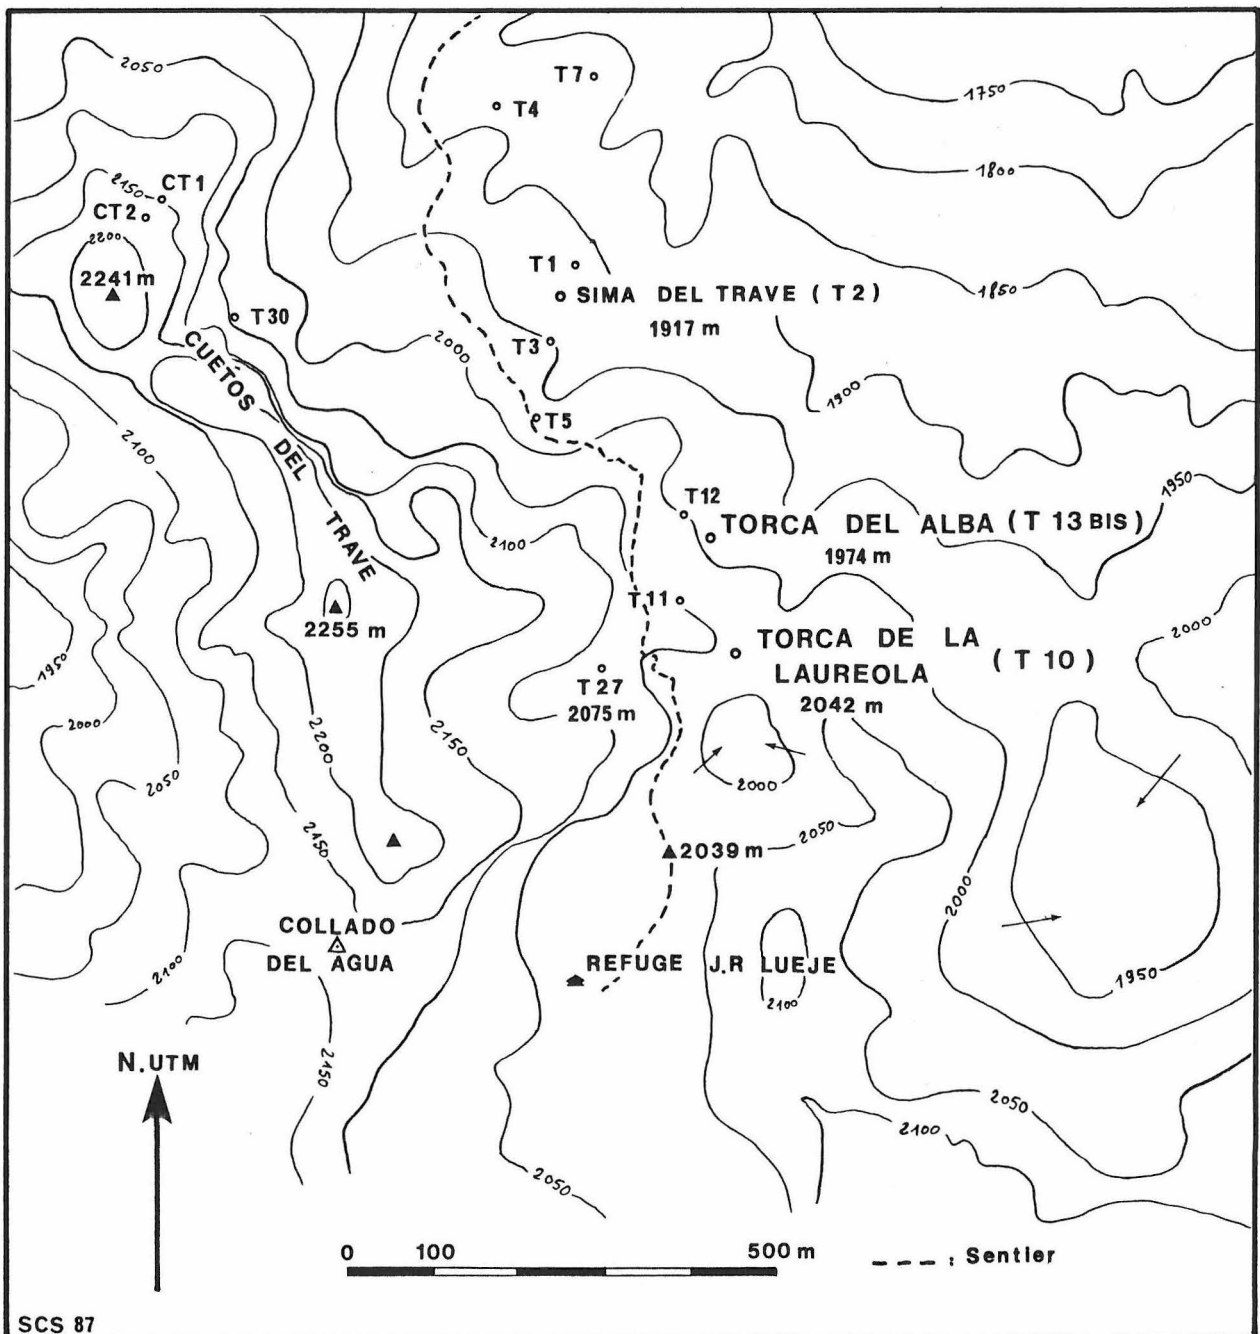 2050
T7
T4
1750
1800
2150
CT1
CT2
2200
2241 m
T1
SIMA DEL TRAVE (T2)
1850
1917 m
T30
T3
2000
CUETOS DEL TRAVE
1900
T5
2100
1950
T12
TORCA DEL ALBA (T 13 BIS)
1974 m
2100
T11
2255 m
TORCA DE LA
LAUREOLA
(T 10)
2042 m
2000
1950
T27
2075 m
2000
2150
2200
2050
2000
2150
2050
2039 m
2000
COLLADO
DEL AGUA
2100
REFUGE J.R LUEJE
2100
1950
N.UTM
2150
2050
2100
2050
0 100 500 m
Sentier
SCS 87